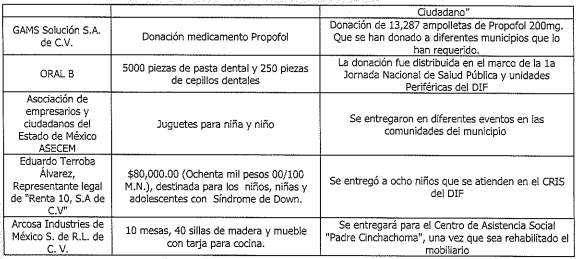 Ciudadano"
GAMS Solución S.A.
de C.V.
Donación medicamento Propofol
Donación de 13,287 ampolletas de Propofol 200mg.
Que se han donado a diferentes municipios que lo
han requerido.
ORAL B
5000 piezas de pasta dental y 250 piezas
de cepillos dentales
La donación fue distribuida en el marco de la 1a
Jornada Nacional de Salud Pública y unidades
Periféricas del DIF
Asociación de
empresarios y
ciudadanos del
Estado de México
ASECEM
Juguetes para niña y niño
Se entregaron en diferentes eventos en las
comunidades del municipio
Eduardo Terroba
Álvarez,
Representante legal
de "Renta 10, S.A de
C.V"
$80,000.00 (Ochenta mil pesos 00/100
M.N.), destinada para los niños, niñas y
adolescentes con Síndrome de Down.
Se entregó a ocho niños que se atienden en el CRIS
del DIF
Arcosa Industries de
México S. de R.L. de
C. V.
10 mesas, 40 sillas de madera y mueble
con tarja para cocina.
Se entregará para el Centro de Asistencia Social
"Padre Cinchachoma", una vez que sea rehabilitado el
mobiliario